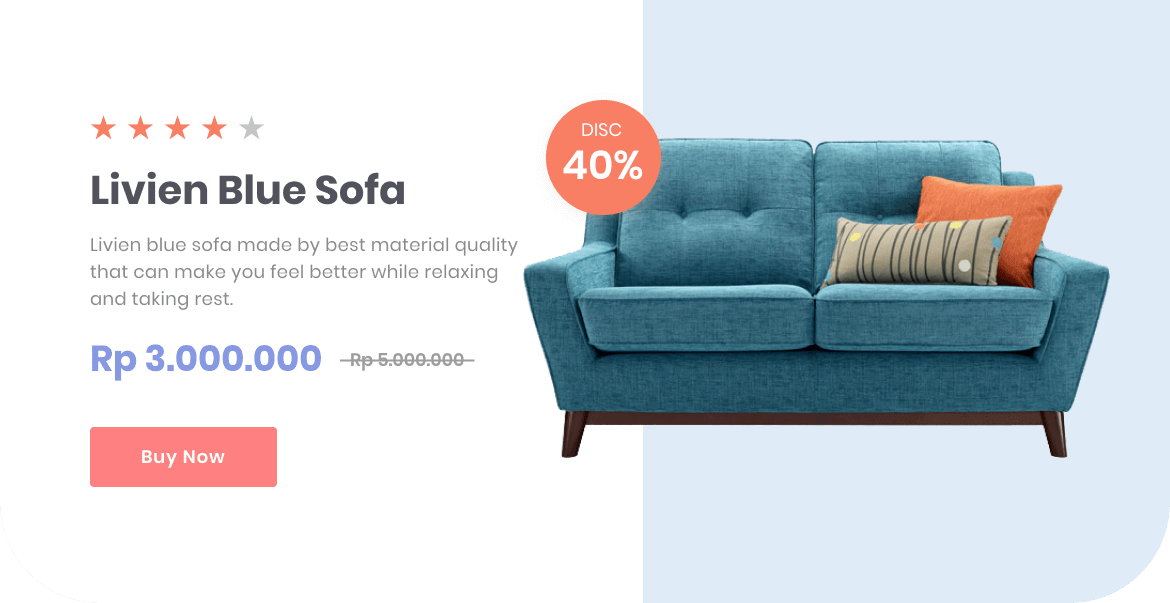 DISC
40%
Livien Blue Sofa
Livien blue sofa made by best material quality
that can make you feel better while relaxing
and taking rest.
Rp 3.000.000 Rp 5.000.000
Buy Now